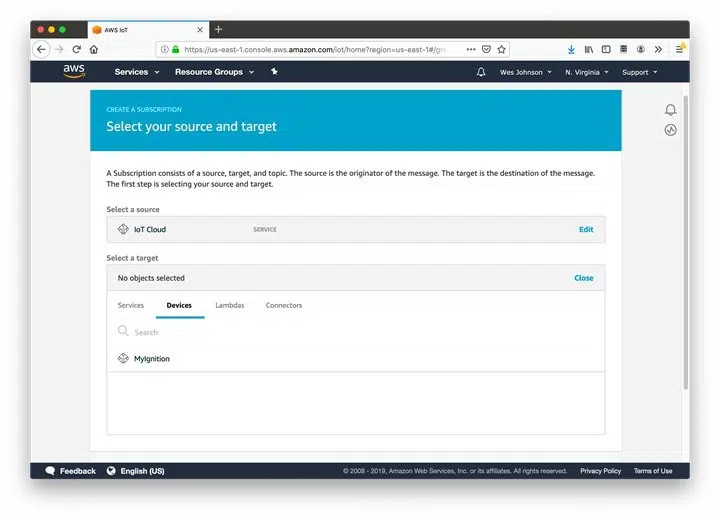 AWS IoT
https://us-east-1.console.aws.amazon.com/iot/home?region=us-east-1#/gr
aws
Services
Resource Groups
Wes Johnson
N. Virginia
Support
CREATE A SUBSCRIPTION
Select your source and target
A Subscription consists of a source, target, and topic. The source is the originator of the message. The target is the destination of the message.
The first step is selecting your source and target.
Select a source
IoT Cloud SERVICE Edit
Select a target
No objects selected Close
Services Devices Lambdas Connectors
Search
MyIgnition
Feedback English (US) © 2008 - 2019, Amazon Web Services, Inc. or its affiliates. All rights reserved. Privacy Policy Terms of Use